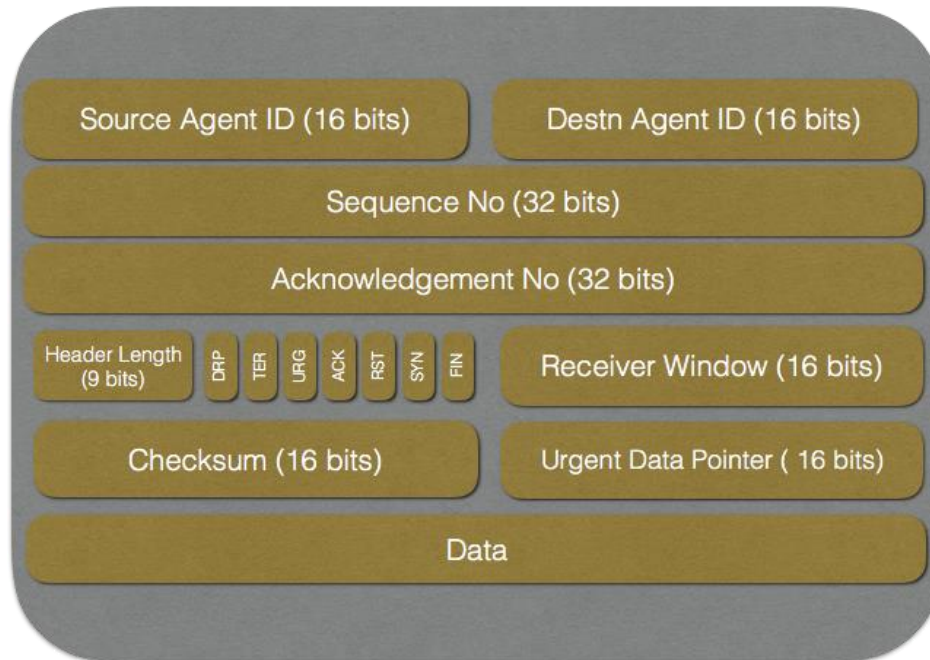 Source Agent ID (16 bits)
Destn Agent ID (16 bits)
Sequence No (32 bits)
Acknowledgement No (32 bits)
Header Length
(9 bits)
DRP
TER
URG
ACK
RST
SYN
FIN
Receiver Window (16 bits)
Checksum (16 bits)
Urgent Data Pointer ( 16 bits)
Data